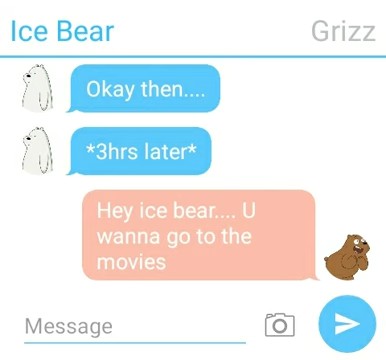 Ice Bear
Grizz
Okay then....
*3hrs later*
Hey ice bear.... U
wanna go to the
movies
Message